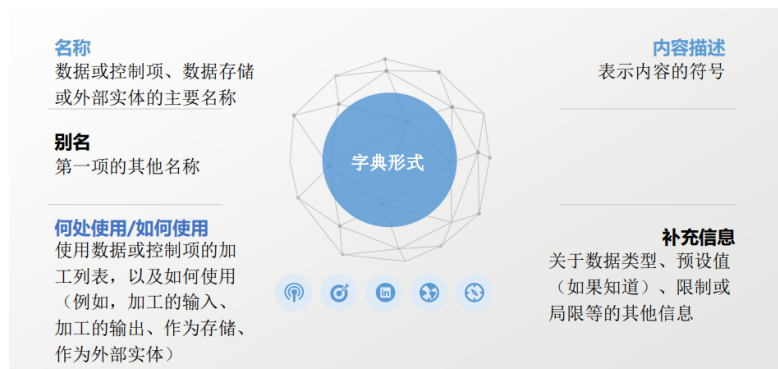 名称
数据或控制项、数据存储
或外部实体的主要名称
别名
第一项的其他名称
何处使用/如何使用
使用数据或控制项的加
工列表，以及如何使用
（例如，加工的输入、
加工的输出、作为存储、
作为外部实体）
字典形式
in
内容描述
表示内容的符号
补充信息
关于数据类型、预设值
（如果知道）、限制或
局限等的其他信息